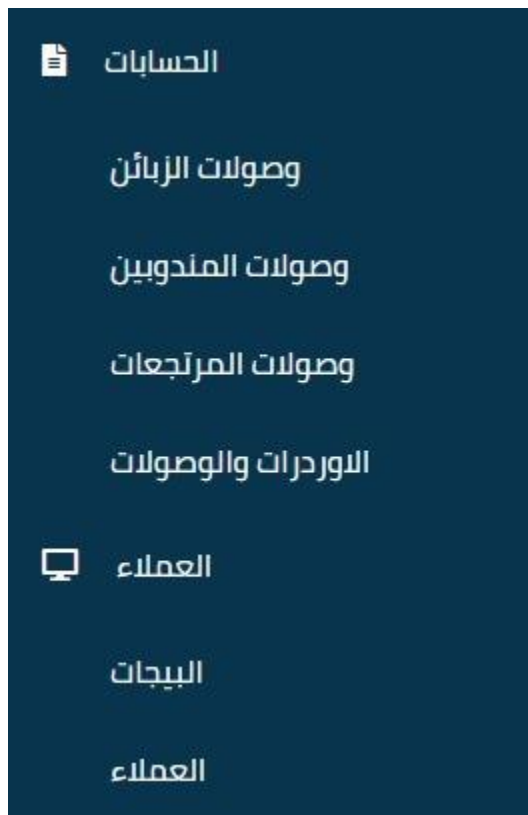 الحسابات
وصولات الزبائن
وصولات المندوبين
وصولات المرتجعات
الاوردرات والوصولات
العملاء
البيجات
العملاء